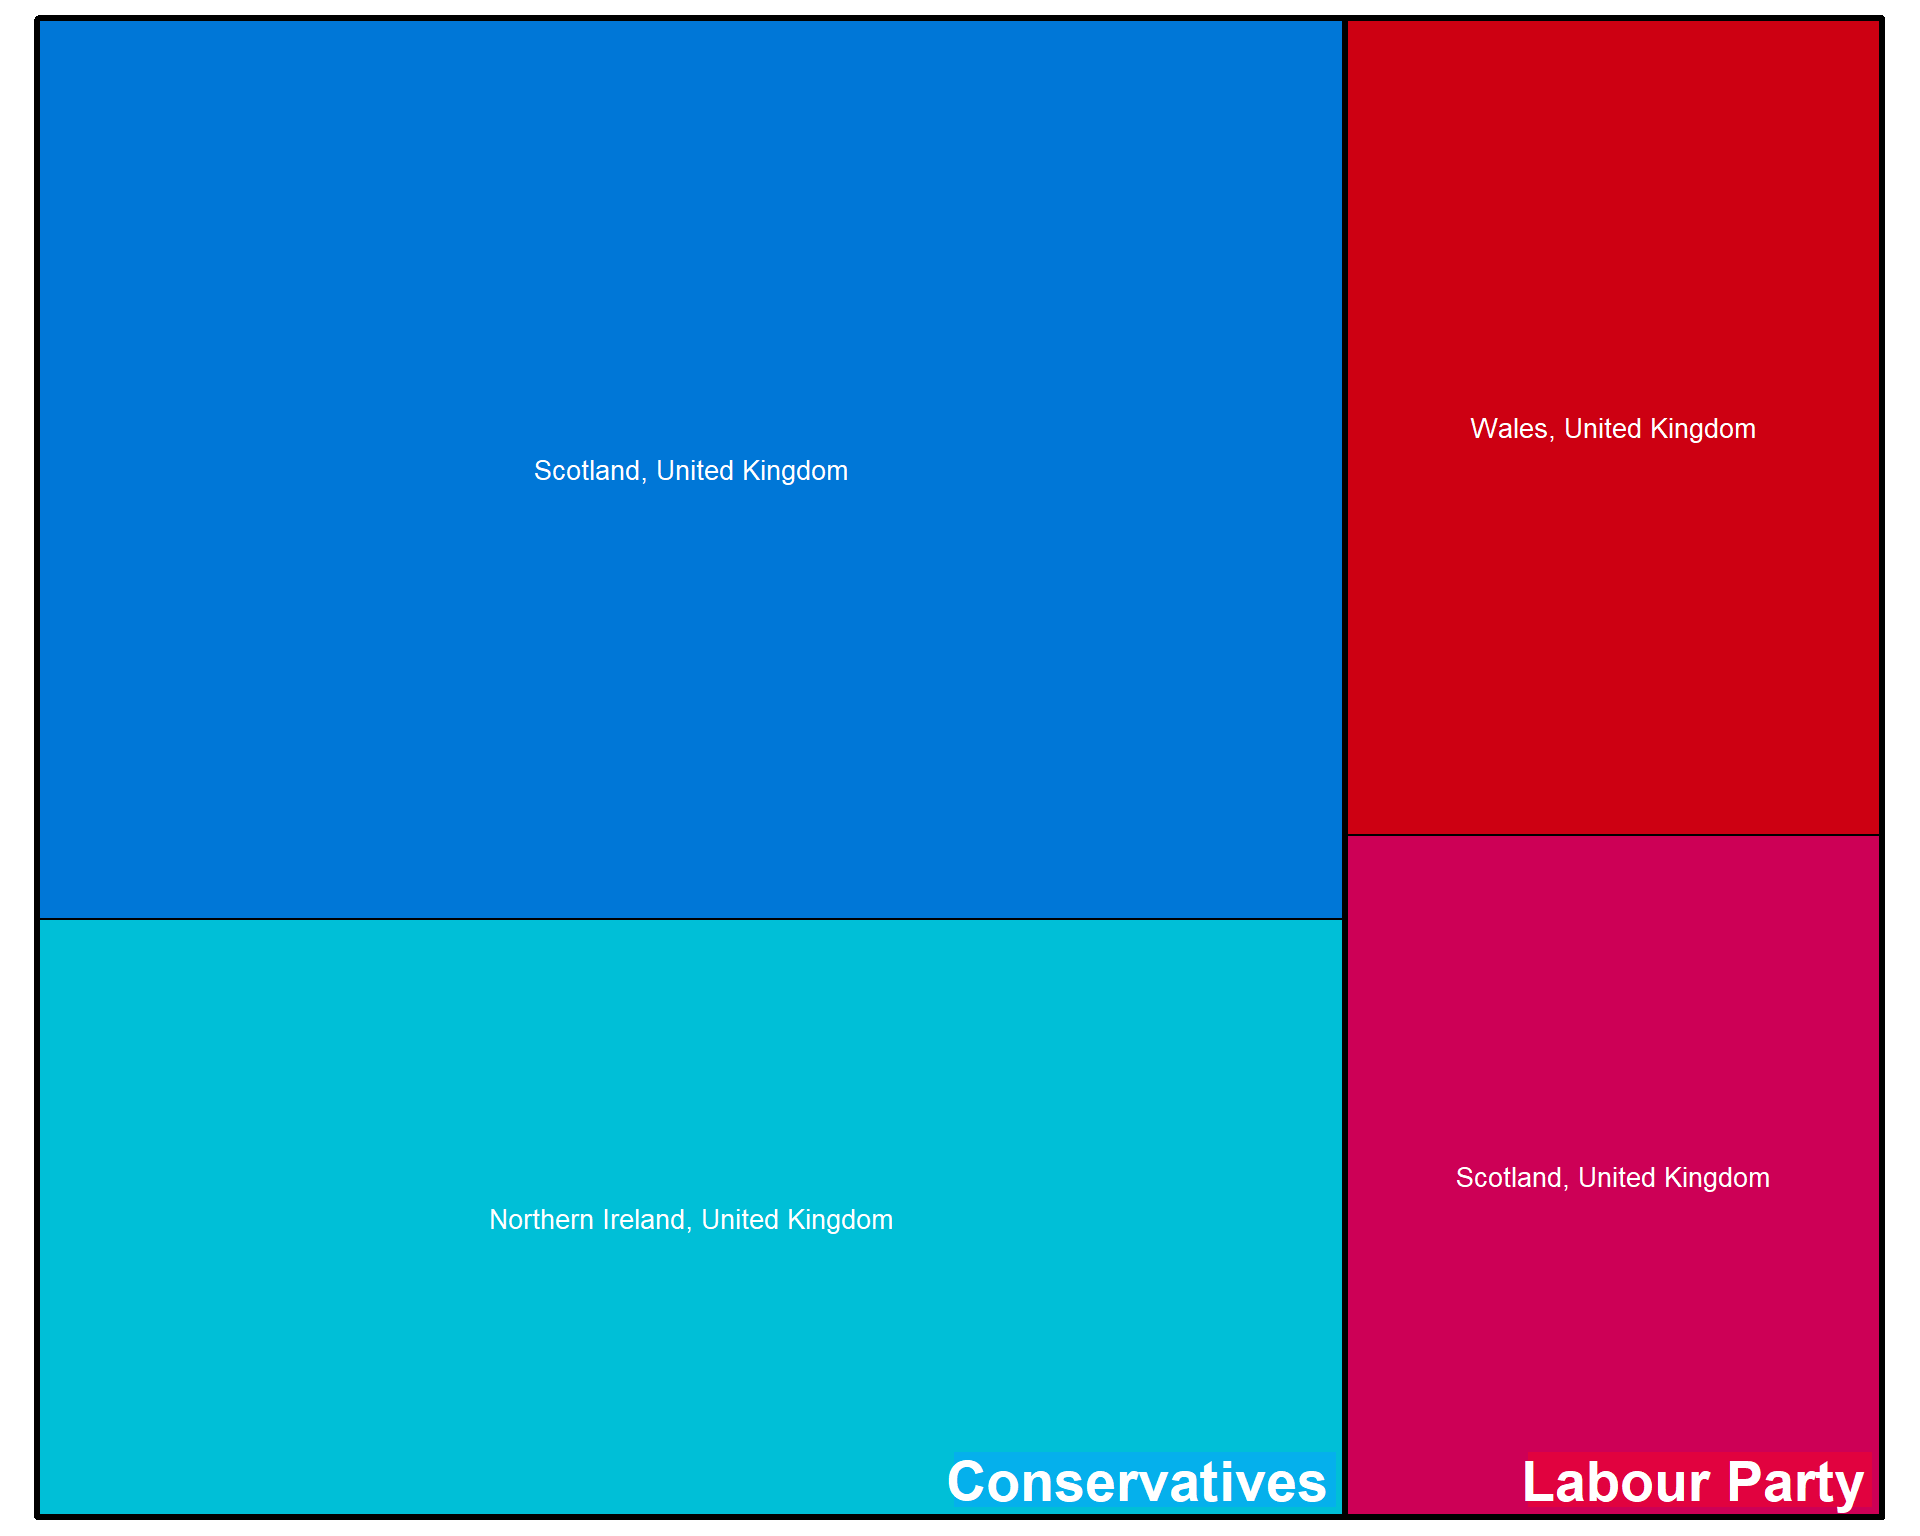 Scotland, United Kingdom
Northern Ireland, United Kingdom
Conservatives
Wales, United Kingdom
Scotland, United Kingdom
Labour Party